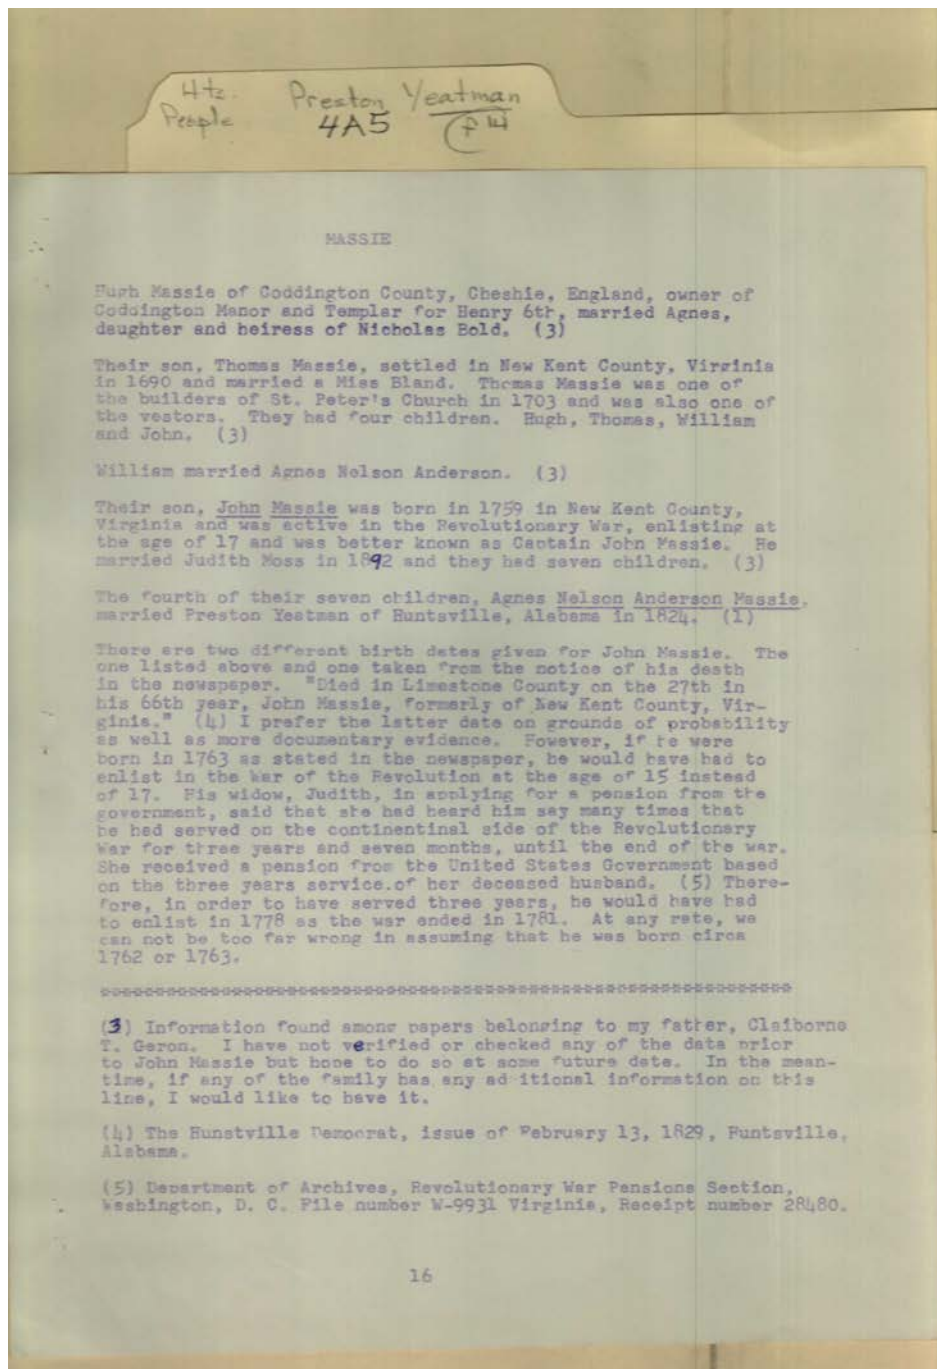 Htz. Preston Yeatman
People 4A5 (f 14)
MASSIE
Hugh Massie of Coddington County, Cheshie, England, owner of
Coddington Manor and Templar for Henry 6th, married Agnes,
daughter and heiress of Nicholas Bold. (3)
Their son, Thomas Massie, settled in New Kent County, Virginia
in 1690 and married a Miss Bland. Thomas Massie was one of
the builders of St. Peter's Church in 1703 and was also one of
the vestors. They had four children. Hugh, Thomas, William
and John. (3)
William married Agnes Nelson Anderson. (3)
Their son, John Massie was born in 1759 in New Kent County,
Virginia and was active in the Revolutionary War, enlisting at
the age of 17 and was better known as Captain John Massie. He
married Judith Moss in 1892 and they had seven children. (3)
The fourth of their seven children, Agnes Nelson Anderson Massie,
married Preston Yeatman of Huntsville, Alabama in 1824. (1)
There are two different birth dates given for John Massie. The
one listed above and one taken from the notice of his death
in the newspaper. "Died in Limestone County on the 27th in
his 66th year, John Massie, formerly of New Kent County, Vir-
ginia." (4) I prefer the latter date on grounds of probability
as well as more documentary evidence. However, if he were
born in 1763 as stated in the newspaper, he would have had to
enlist in the War of the Revolution at the age of 15 instead
of 17. His widow, Judith, in applying for a pension from the
government, said that she had heard him say many times that
he had served on the continentinal side of the Revolutionary
War for three years and seven months, until the end of the war.
She received a pension from the United States Government based
on the three years service.of her deceased husband. (5) There-
fore, in order to have served three years, he would have had
to enlist in 1778 as the war ended in 1781. At any rate, we
can not be too far wrong in assuming that he was born circa
1762 or 1763.
(3) Information found among papers belonging to my father, Claiborne
T. Geron. I have not verified or checked any of the data prior
to John Massie but hope to do so at some future date. In the mean-
time, if any of the family has any ad itional information on this
line, I would like to have it.
(4) The Hunstville Democrat, issue of February 13, 1829, Huntsville,
Alabama.
(5) Department of Archives, Revolutionary War Pensions Section,
Washington, D. C. File number W-9931 Virginia, Receipt number 28480.
16